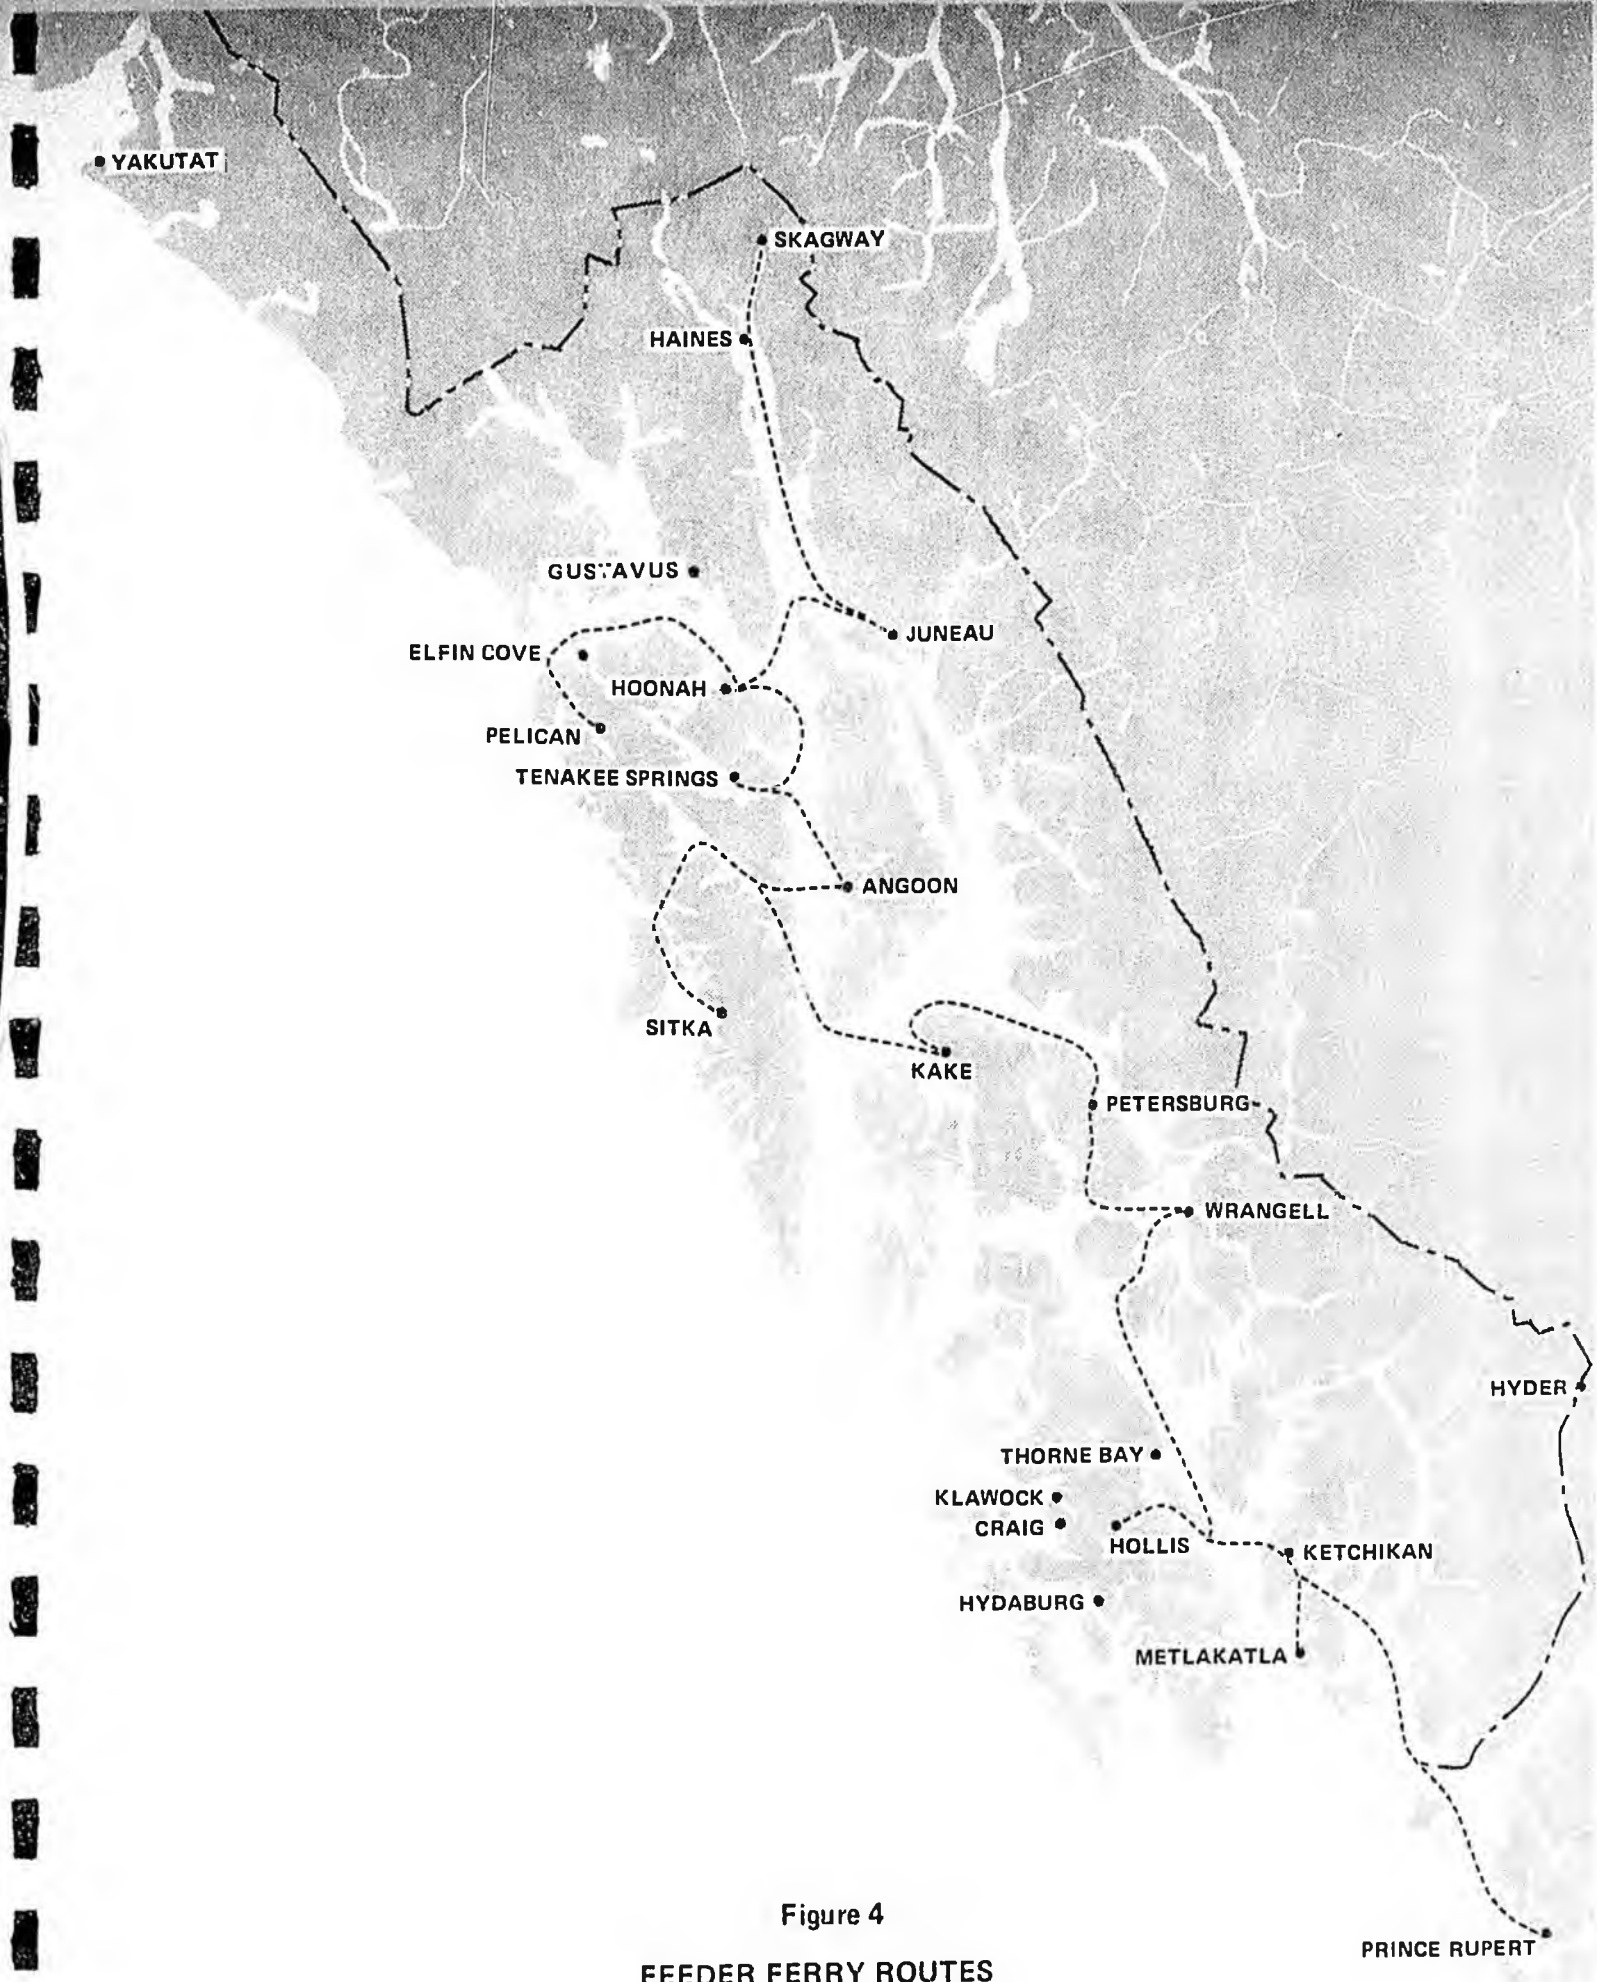 YAKUTAT
SKAGWAY
HAINES
GUSTAVUS
JUNEAU
ELFIN COVE
HOONAH
PELICAN
TENAKEE SPRINGS
ANGOON
SITKA
KAKE
PETERSBURG
WRANGELL
HYDER
THORNE BAY
KLAWOCK
CRAIG
HOLLIS
KETCHIKAN
HYDABURG
METLAKATLA
Figure 4
PRINCE RUPERT
FEEDER FERRY ROUTES